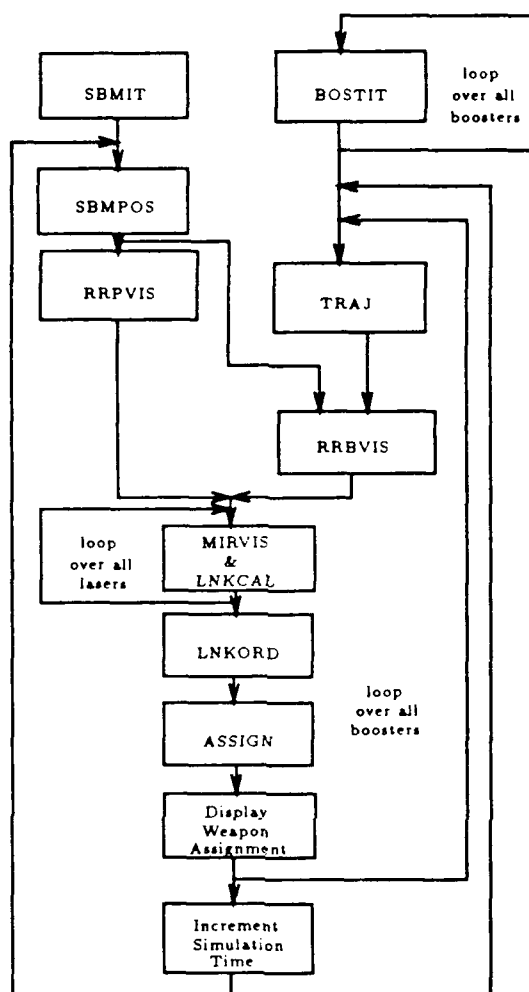 SBMIT
BOSTIT
loop
over all
boosters
SBMPOS
RRPVIS
TRAJ
RRBVIS
loop
over all
lasers
MIRVIS
&
LNKCAL
LNKORD
loop
over all
boosters
ASSIGN
Display
Weapon
Assignment
Increment
Simulation
Time